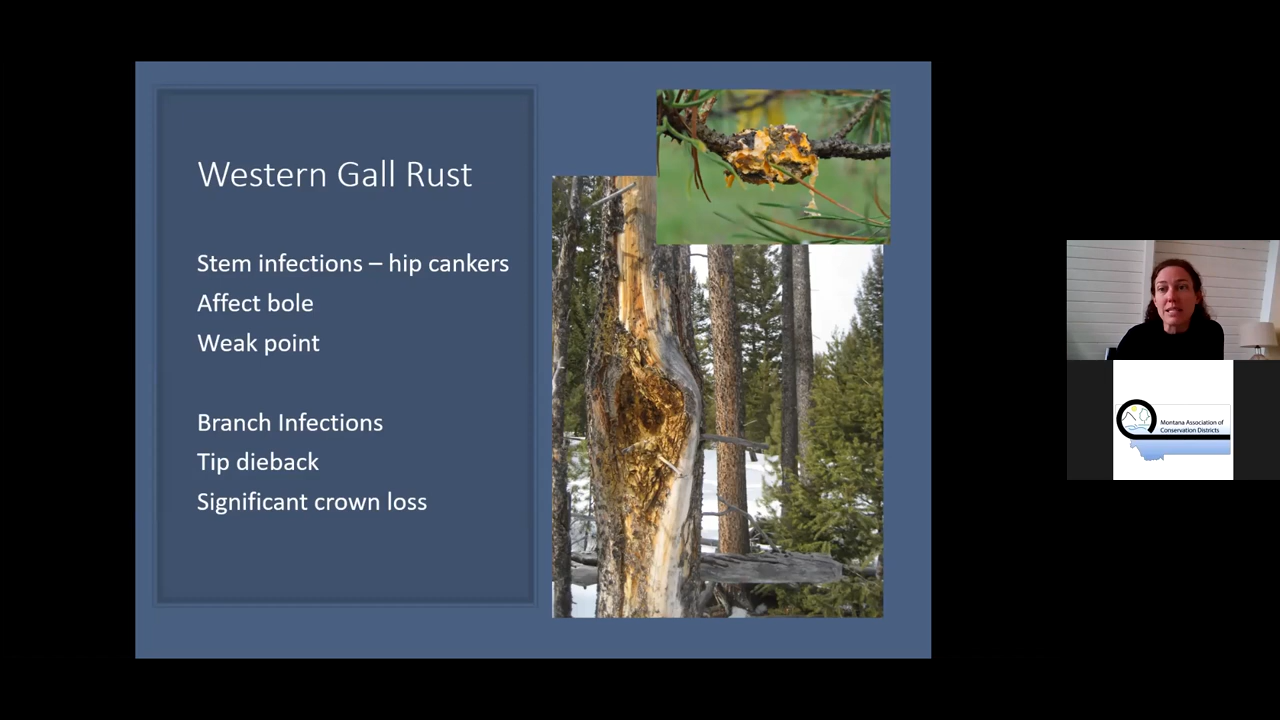 Western Gall Rust
Stem infections – hip cankers
Affect bole
Weak point
Branch Infections
Tip dieback
Significant crown loss
Montana Association of
Conservation Districts